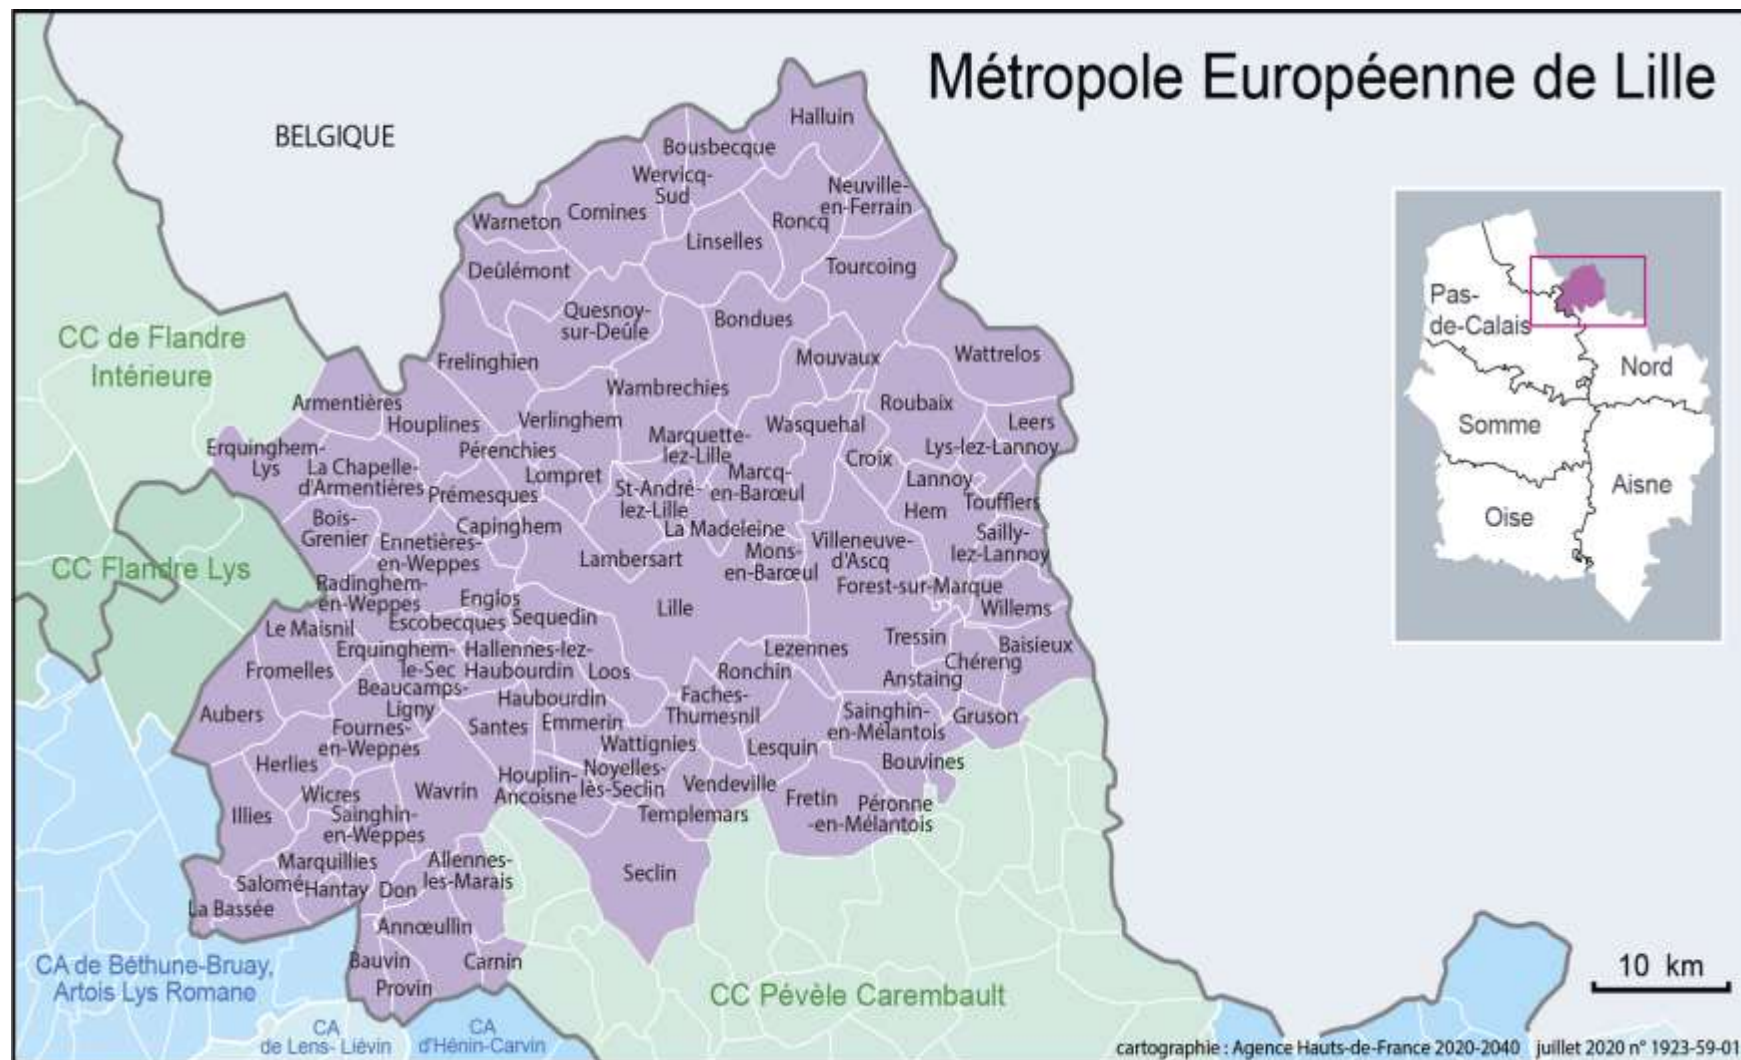 Métropole Européenne de Lille
BELGIQUE
Halluin
Bousbecque
Wervicq-
Sud
Neuville-
en-Ferrain
Warneton
Comines
Roncq
Linselles
Deûlémont
Tourcoing
Quesnoy-
sur-Deûle
Bondues
CC de Flandre
Intérieure
Frelinghien
Mouvaux
Wattrelos
Wambrechies
Armentières
Houplines
Verlinghem
Wasquehal
Roubaix
Leers
Erquinghem-
Lys
La Chapelle-
d'Armentières
Pérenchies
Marquette-
lez-Lille
Lys-lez-Lannoy
Croix
Prémesques
Lompret
St-André-
lez-Lille
Marcq-
en-Barœul
Lannoy
Toufflers
Hem
Bois-
Grenier
Capinghem
La Madeleine
Ennetières-
en-Weppes
Lambersart
Mons-
en-Barœul
Villeneuve-
d'Ascq
Sailly-
lez-Lannoy
CC Flandre Lys
Radinghem-
en-Weppes
Englos
Forest-sur-Marque
Willems
Escobecques
Sequedin
Lille
Le Maisnil
Tressin
Baisieux
Erquinghem-
le-Sec
Hallennes-lez-
Haubourdin
Loos
Lezennes
Ronchin
Chéreng
Anstaing
Fromelles
Beaucamps-
Ligny
Haubourdin
Faches-
Thumesnil
Aubers
Fournes-
en-Weppes
Santes
Emmerin
Sainghin-
en-Mélantois
Gruson
Wattignies
Lesquin
Bouvines
Herlies
Houplin-
Ancoisne
Noyelles-
lès-Seclin
Vendeville
Wicres
Wavrin
Fretin
Péronne
-en-Mélantois
Illies
Sainghin-
en-Weppes
Templemars
Marquillies
Allennes-
les-Marais
Seclin
Salomé
Hantay
Don
La Bassée
Annœullin
Bauvin
Carnin
Provin
CA de Béthune-Bruay,
Artois Lys Romane
CC Pévèle Carembault
CA
de Lens- Liévin
CA
d'Hénin-Carvin
Pas-
de-Calais
Nord
Somme
Aisne
Oise
10 km
cartographie : Agence Hauts-de-France 2020-2040 juillet 2020 n° 1923-59-01